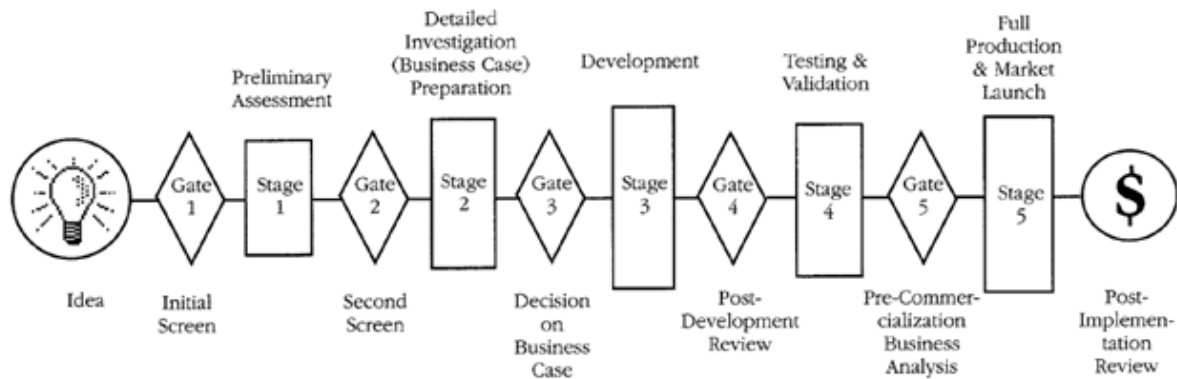 Preliminary
Assessment
Detailed
Investigation
(Business Case)
Preparation
Development
Testing &
Validation
Full
Production
& Market
Launch
Gate
1
Stage
1
Gate
2
Stage
2
Gate
3
Stage
3
Gate
4
Stage
4
Gate
5
Stage
5
$
Idea
Initial
Screen
Second
Screen
Decision
on
Business
Case
Post-
Development
Review
Pre-Commer-
cialization
Business
Analysis
Post-
Implemen-
tation
Review